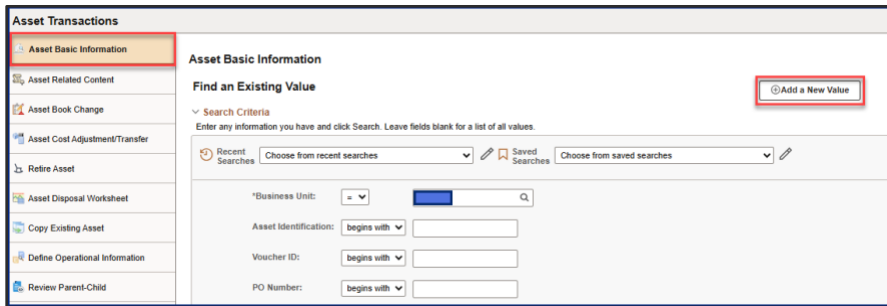 Asset Transactions
Asset Basic Information
Asset Related Content
Asset Book Change
Asset Cost Adjustment/Transfer
Retire Asset
Asset Disposal Worksheet
Copy Existing Asset
Define Operational Information
Review Parent-Child
Asset Basic Information
Find an Existing Value
Add a New Value
Search Criteria
Enter any information you have and click Search. Leave fields blank for a list of all values.
Recent Searches Choose from recent searches Saved Searches Choose from saved searches
*Business Unit: =
Asset Identification: begins with
Voucher ID: begins with
PO Number: begins with